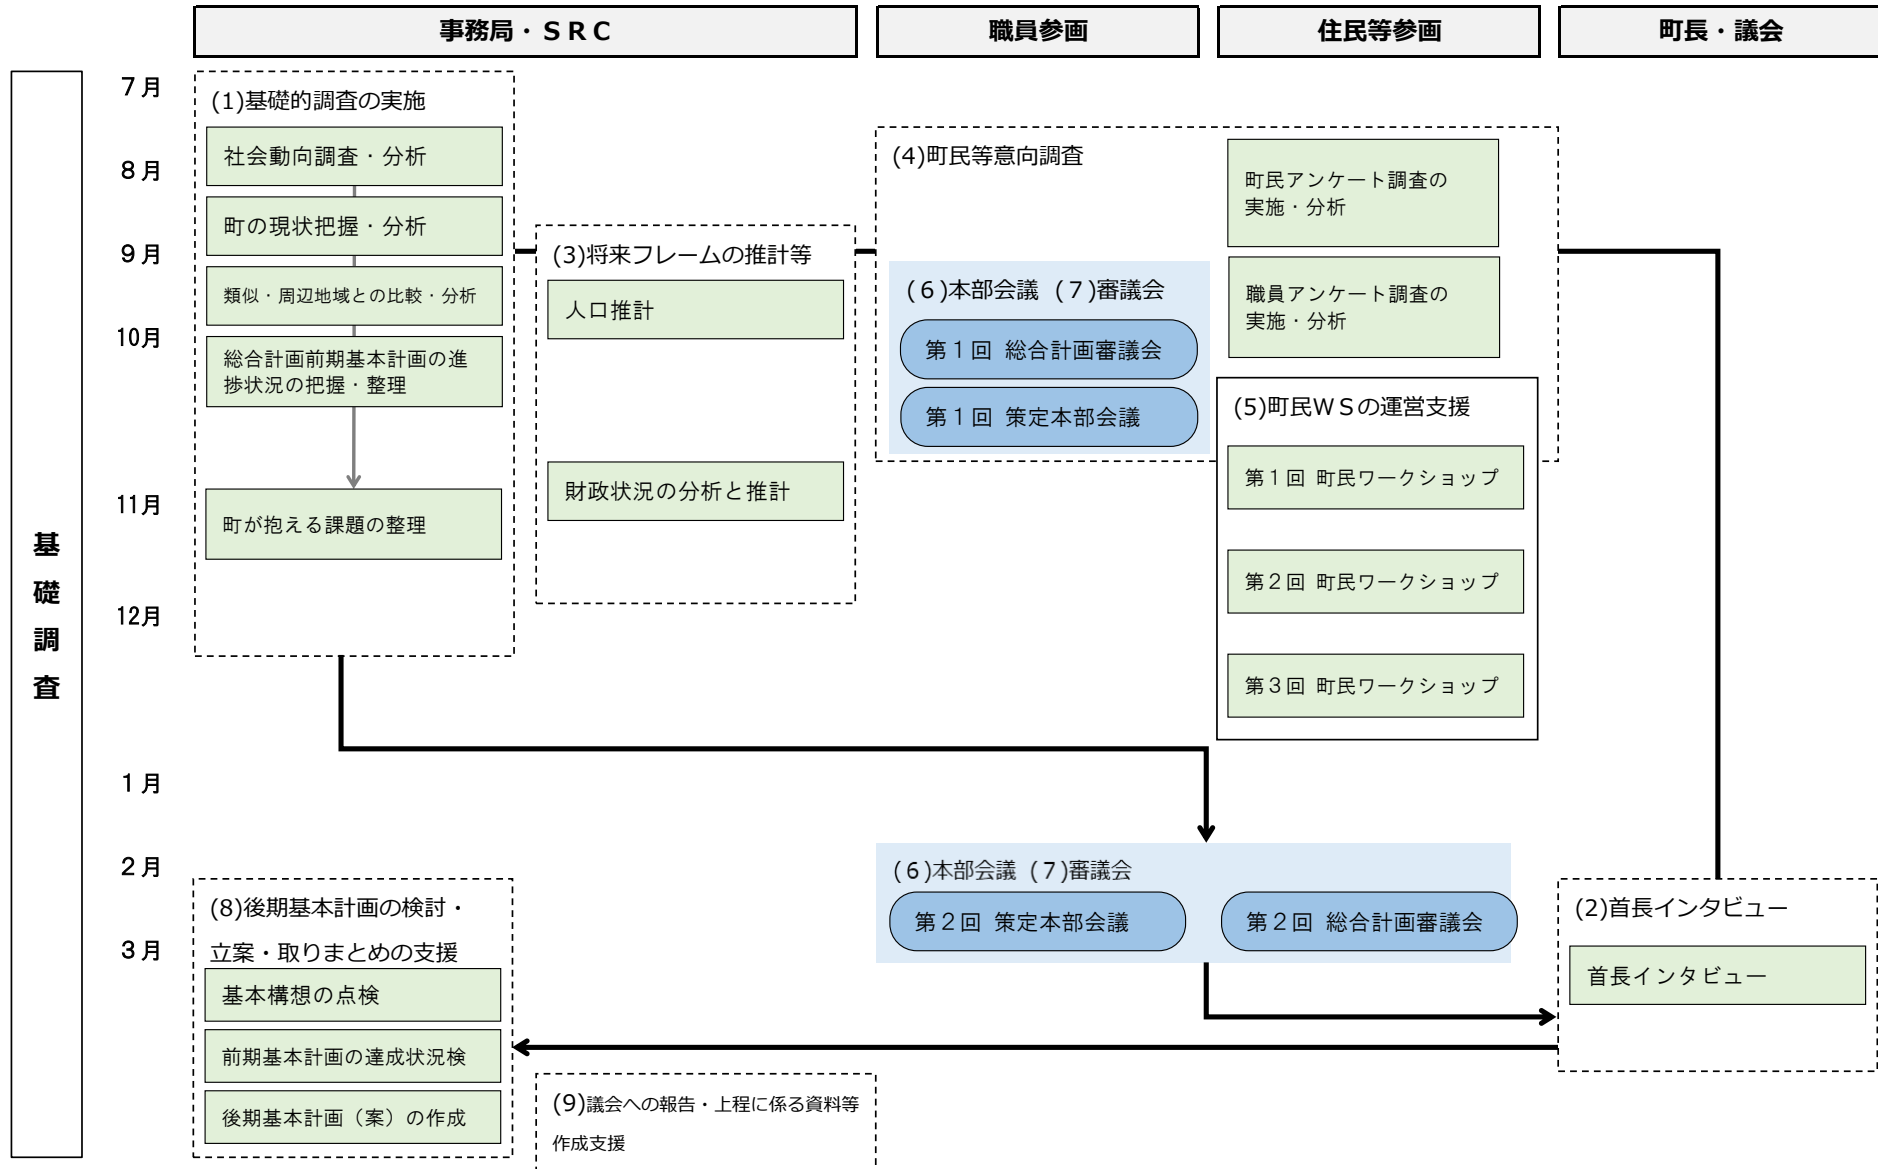 事務局・ＳＲＣ
職員参画
住民等参画
町長・議会
基礎調査
7月
8月
9月
10月
11月
12月
1月
2月
3月
(1)基礎的調査の実施
社会動向調査・分析
町の現状把握・分析
類似・周辺地域との比較・分析
総合計画前期基本計画の進
捗状況の把握・整理
町が抱える課題の整理
(3)将来フレームの推計等
人口推計
財政状況の分析と推計
(4)町民等意向調査
町民アンケート調査の
実施・分析
職員アンケート調査の
実施・分析
(６)本部会議 (７)審議会
第１回 総合計画審議会
第１回 策定本部会議
(5)町民ＷＳの運営支援
第１回 町民ワークショップ
第２回 町民ワークショップ
第３回 町民ワークショップ
(６)本部会議 (７)審議会
第２回 策定本部会議
第２回 総合計画審議会
(2)首長インタビュー
首長インタビュー
(8)後期基本計画の検討・
立案・取りまとめの支援
基本構想の点検
前期基本計画の達成状況検
後期基本計画（案）の作成
(9)議会への報告・上程に係る資料等
作成支援